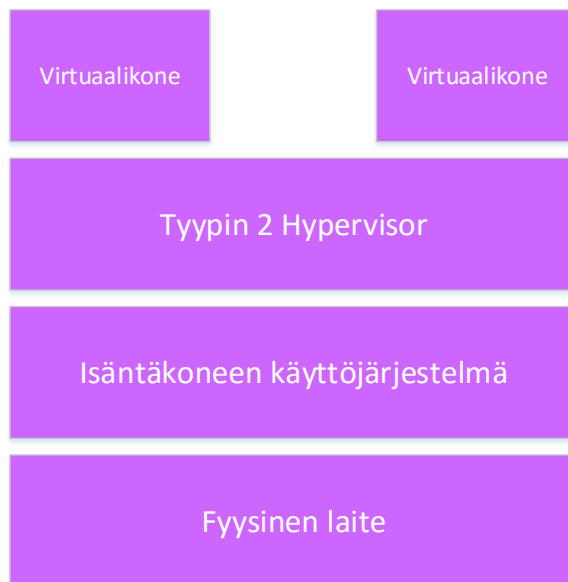 Virtuaalikone
Virtuaalikone
Tyypin 2 Hypervisor
Isäntäkoneen käyttöjärjestelmä
Fyysinen laite